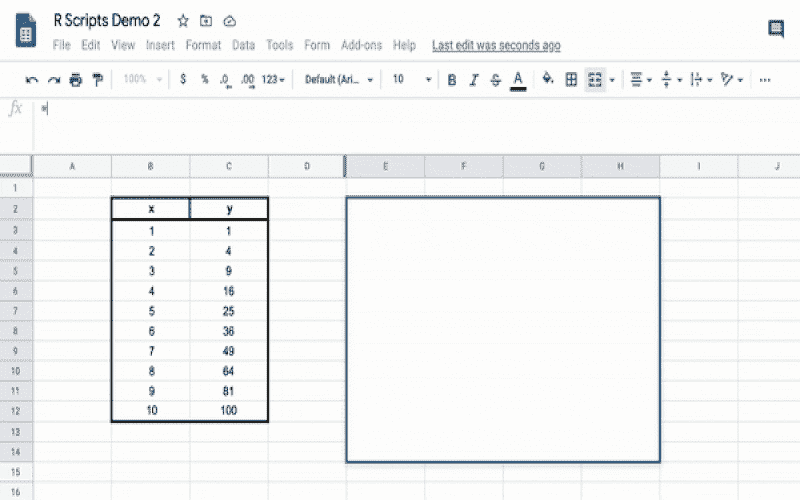 R Scripts Demo 2
File Edit View Insert Format Data Tools Form Add-ons Help Last edit was seconds ago
100% $ % .0 .00 123 Default (Ari... 10 B I S A ...
fx
A B C D E F G H I J
1
2 x y
3 1 1
4 2 4
5 3 9
6 4 16
7 5 25
8 6 36
9 7 49
10 8 64
11 9 81
12 10 100
13
14
15
16